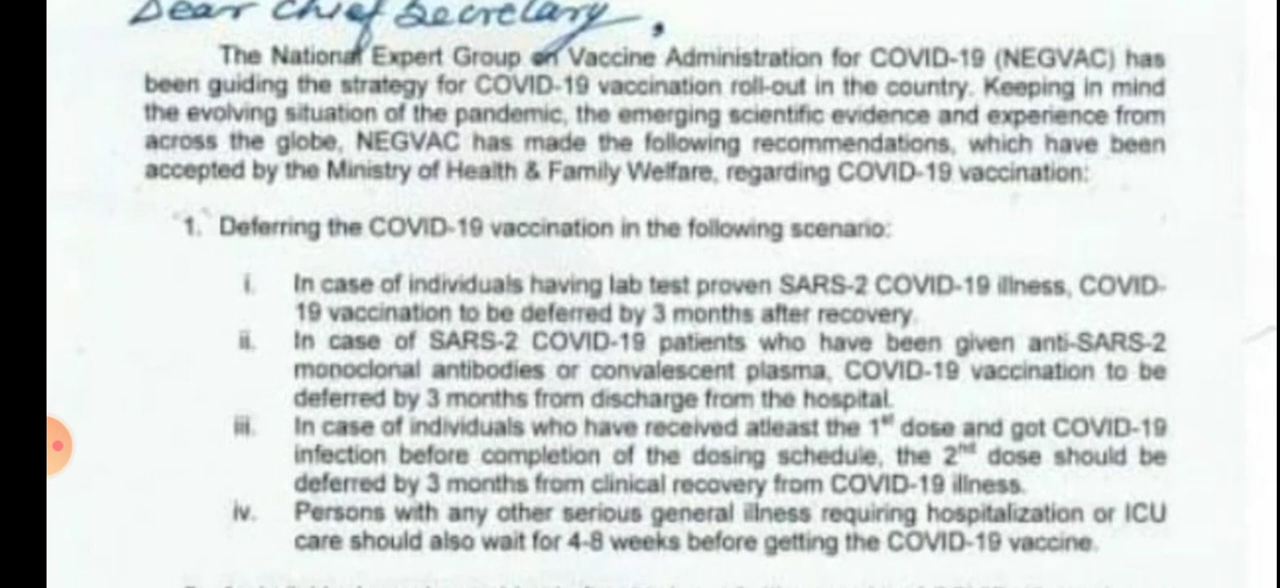 Dear Chief Secretary,
The National Expert Group on Vaccine Administration for COVID-19 (NEGVAC) has
been guiding the strategy for COVID-19 vaccination roll-out in the country. Keeping in mind
the evolving situation of the pandemic, the emerging scientific evidence and experience from
across the globe, NEGVAC has made the following recommendations, which have been
accepted by the Ministry of Health & Family Welfare, regarding COVID-19 vaccination:
1. Deferring the COVID-19 vaccination in the following scenario:
i. In case of individuals having lab test proven SARS-2 COVID-19 illness, COVID-
19 vaccination to be deferred by 3 months after recovery.
ii. In case of SARS-2 COVID-19 patients who have been given anti-SARS-2
monoclonal antibodies or convalescent plasma, COVID-19 vaccination to be
deferred by 3 months from discharge from the hospital.
iii. In case of individuals who have received atleast the 1st dose and got COVID-19
infection before completion of the dosing schedule, the 2nd dose should be
deferred by 3 months from clinical recovery from COVID-19 illness.
iv. Persons with any other serious general illness requiring hospitalization or ICU
care should also wait for 4-8 weeks before getting the COVID-19 vaccine.